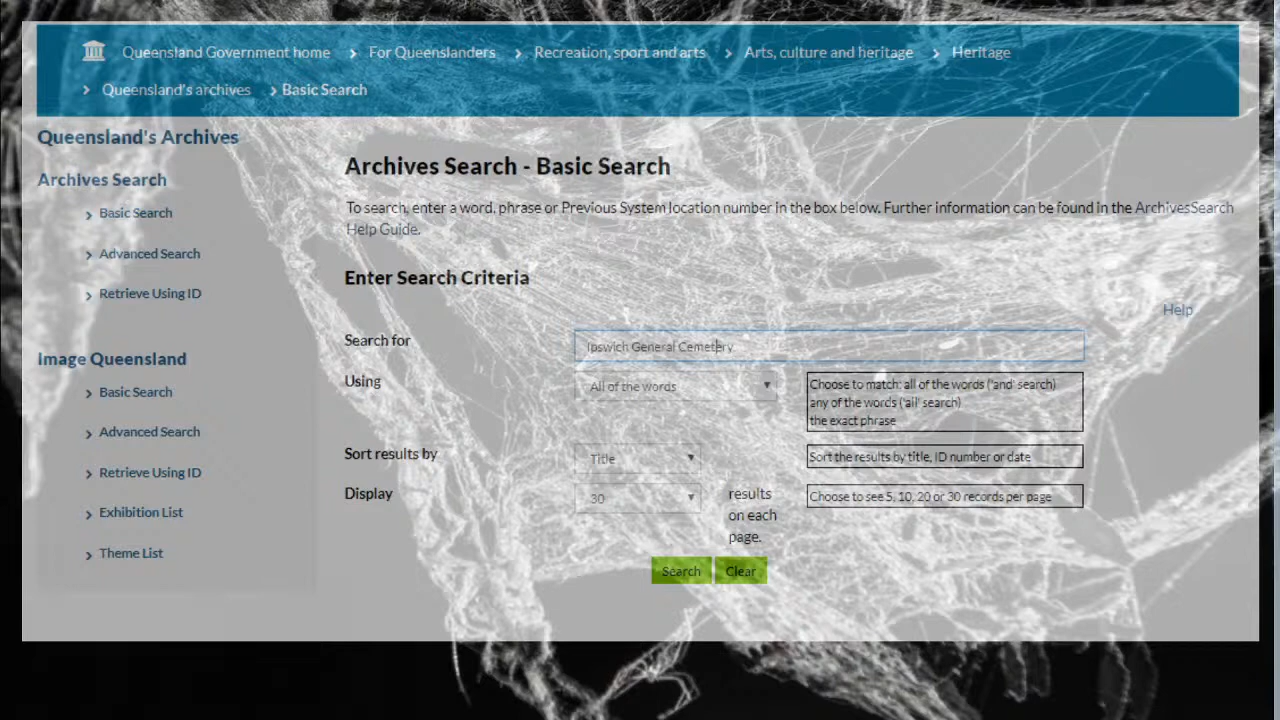 Queensland Government home > For Queenslanders > Recreation, sport and arts > Arts, culture and heritage > Heritage
> Queensland's archives > Basic Search
Queensland's Archives
Archives Search
> Basic Search
> Advanced Search
> Retrieve Using ID
Image Queensland
> Basic Search
> Advanced Search
> Retrieve Using ID
> Exhibition List
> Theme List
Archives Search - Basic Search
To search, enter a word, phrase or Previous System location number in the box below. Further information can be found in the ArchivesSearch
Help Guide.
Enter Search Criteria
Help
Search for
Ipswich General Cemetery
Using
All of the words
Choose to match: all of the words ('and' search)
any of the words ('all' search)
the exact phrase
Sort results by
Title
Sort the results by title, ID number or date
Display
30
results
on each
page.
Choose to see 5, 10, 20 or 30 records per page
Search
Clear